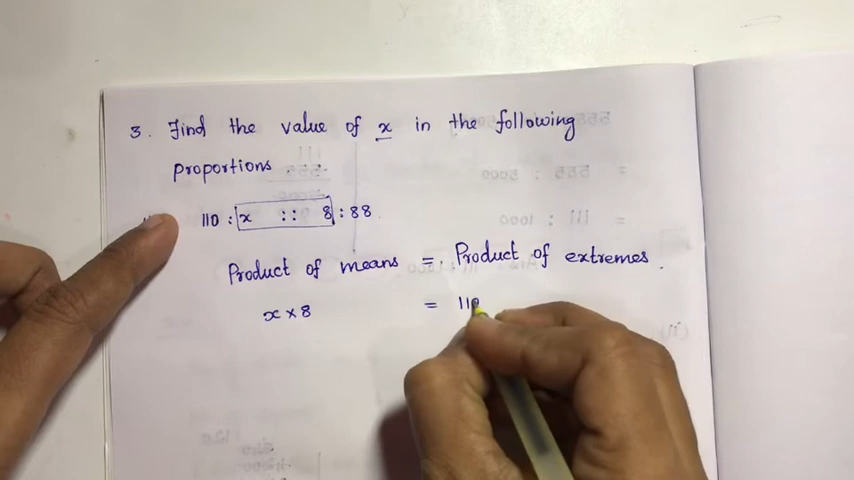 3. Find the value of x in the following
proportions.
110 : x :: 8 : 88
Product of means = Product of extremes.
x × 8 = 110